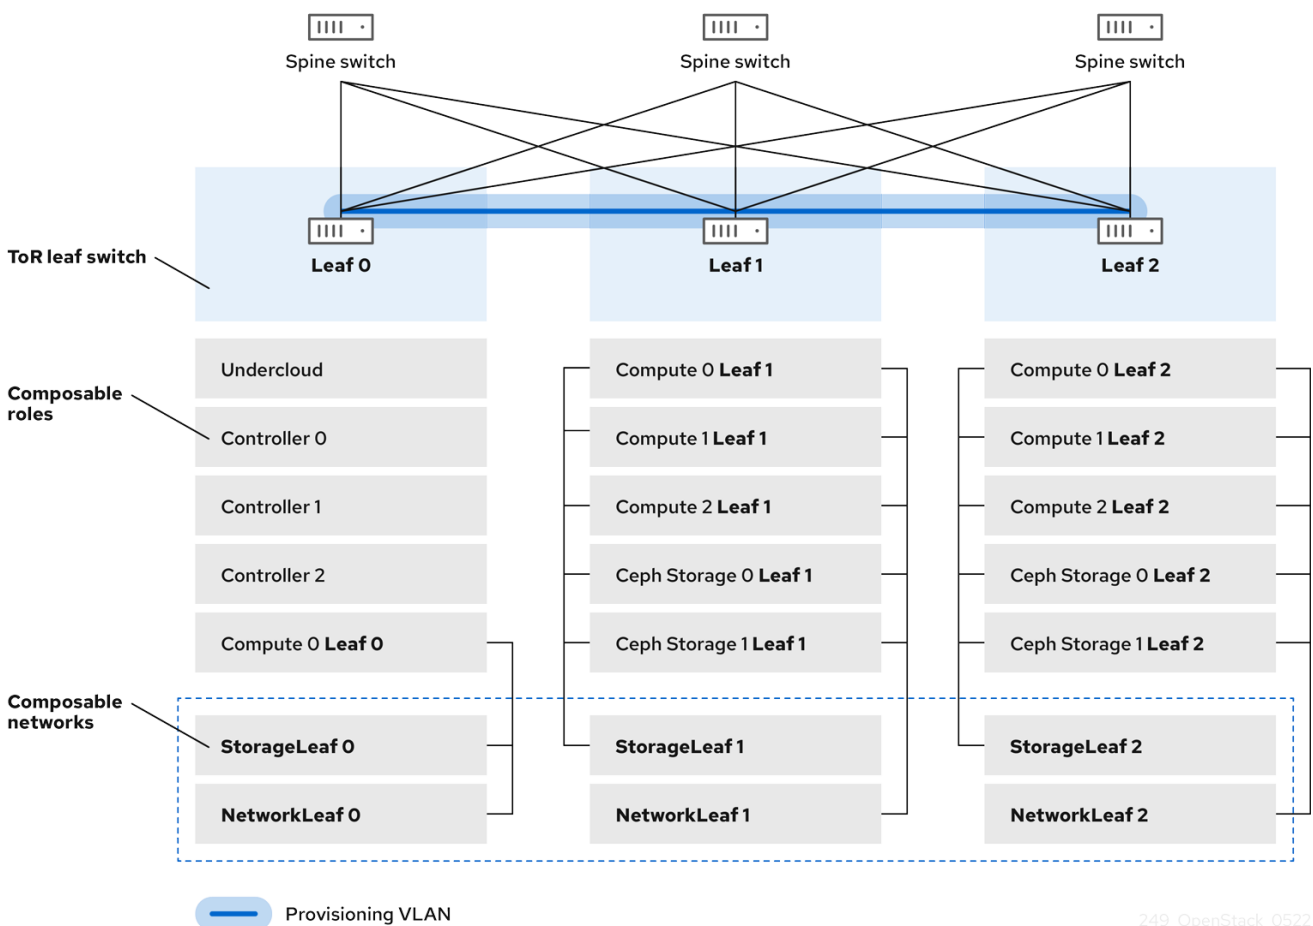 Spine switch
Spine switch
Spine switch
ToR leaf switch
Leaf 0
Leaf 1
Leaf 2
Composable
roles
Undercloud
Controller 0
Controller 1
Controller 2
Compute 0 Leaf 0
Compute 0 Leaf 1
Compute 1 Leaf 1
Compute 2 Leaf 1
Ceph Storage 0 Leaf 1
Ceph Storage 1 Leaf 1
Compute 0 Leaf 2
Compute 1 Leaf 2
Compute 2 Leaf 2
Ceph Storage 0 Leaf 2
Ceph Storage 1 Leaf 2
Composable
networks
StorageLeaf 0
NetworkLeaf 0
StorageLeaf 1
NetworkLeaf 1
StorageLeaf 2
NetworkLeaf 2
Provisioning VLAN
249_OpenStack_0522